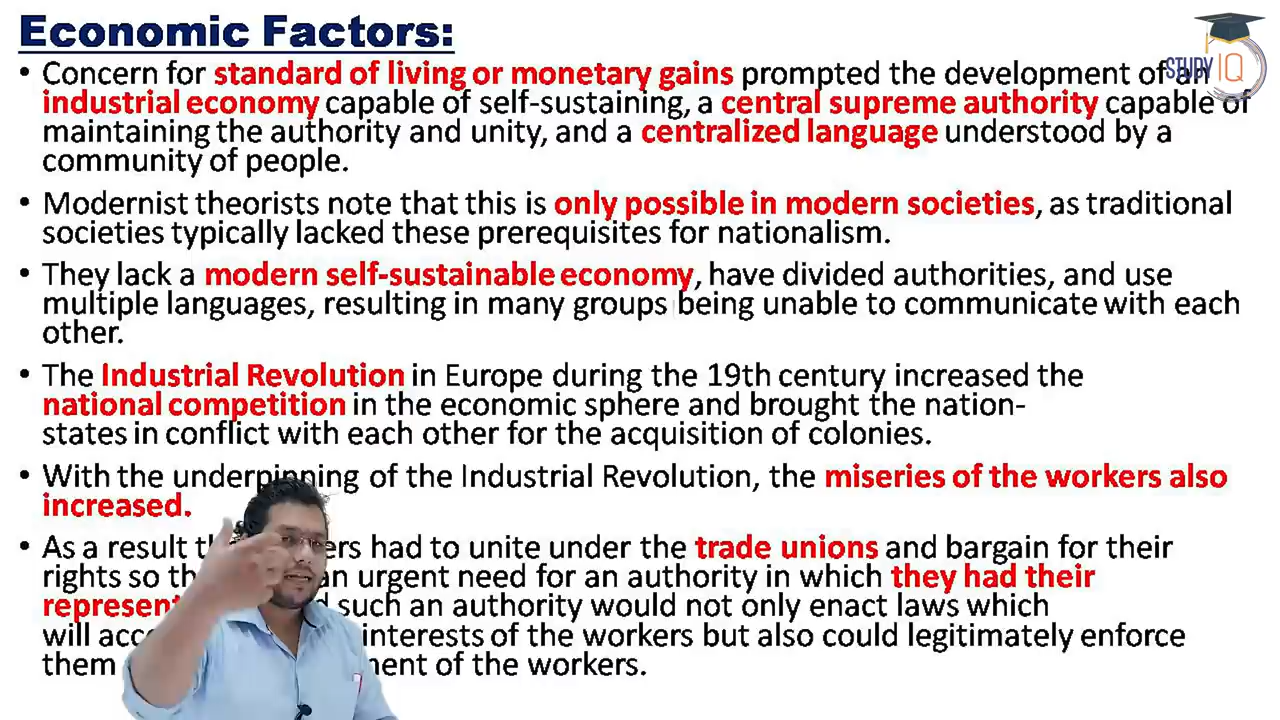 Economic Factors:
STUDY IQ
• Concern for standard of living or monetary gains prompted the development of an
industrial economy capable of self-sustaining, a central supreme authority capable of
maintaining the authority and unity, and a centralized language understood by a
community of people.
• Modernist theorists note that this is only possible in modern societies, as traditional
societies typically lacked these prerequisites for nationalism.
• They lack a modern self-sustainable economy, have divided authorities, and use
multiple languages, resulting in many groups being unable to communicate with each
other.
• The Industrial Revolution in Europe during the 19th century increased the
national competition in the economic sphere and brought the nation-
states in conflict with each other for the acquisition of colonies.
• With the underpinning of the Industrial Revolution, the miseries of the workers also
increased.
• As a result had to unite under the trade unions and bargain for their
rights so an urgent need for an authority in which they had their
such an authority would not only enact laws which
will interests of the workers but also could legitimately enforce
them of the workers.